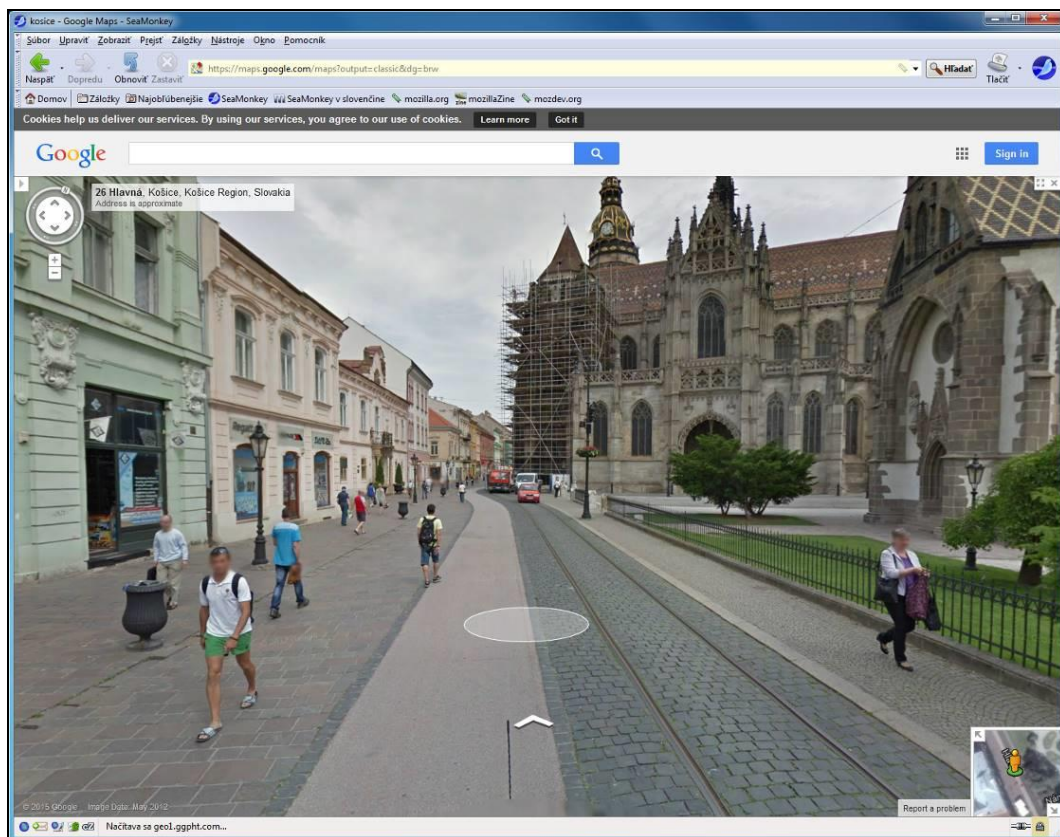 kosice - Google Maps - SeaMonkey
Súbor Upraviť Zobraziť Prejsť Záložky Nástroje Okno Pomocník
Naspäť Dopredu Obnoviť Zastaviť https://maps.google.com/maps?output=classic&dg=brw Hľadať Tlačiť
Domov Záložky Najobľúbenejšie SeaMonkey SeaMonkey v slovenčine mozilla.org mozillaZine mozdev.org
Cookies help us deliver our services. By using our services, you agree to our use of cookies. Learn more Got it
Google Sign in
26 Hlavná, Košice, Košice Region, Slovakia
Address is approximate
© 2015 Google Image Date: May 2012
Report a problem
Načítava sa geo1.ggpht.com...